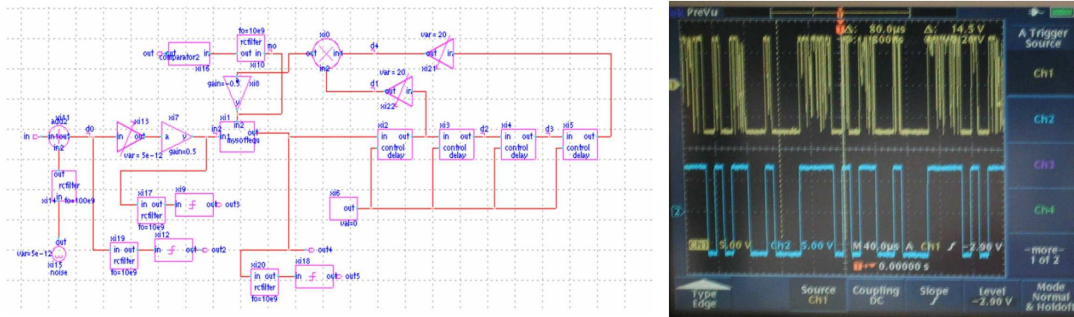 fo=10e9
rcfilter
out in
mo
xi10
out
comparator2
xi16
gain=-0.5
xi8
y
xi0
out
in
in2
d4
var = 20
out in
xi21
d1
var = 20
out in
xi22
in
in out
in2
d0
xi13
in out
var = 5e-12
xi7
a y
gain=0.5
in2
xi1
in2
in1
out
xi2
in out
control
delay
xi3
in out
control
delay
d2
xi4
in out
control
delay
d3
xi5
in out
control
delay
out
rcfilter
in
xi14
fo=100e9
xi17
in out
rcfilter
fo=10e9
xi9
in
out3
xi6
out
val=0
var=5e-12
out
xi15
noise
xi19
in out
rcfilter
fo=10e9
xi12
in
out2
out4
xi20
in out
rcfilter
fo=10e9
xi18
in
out5
PreVu
Δ: 80.0µs
14.5 V
A Trigger
Source
Ch1
Ch2
Ch3
Ch4
-more-
1 of 2
2
Ch1 5.00 V
Ch2 5.00 V
M 40.0µs
A Ch1
-2.90 V
0.00000 s
Type
Edge
Source
Ch1
Coupling
DC
Slope
Level
-2.90 V
Mode
Normal
& Holdoff